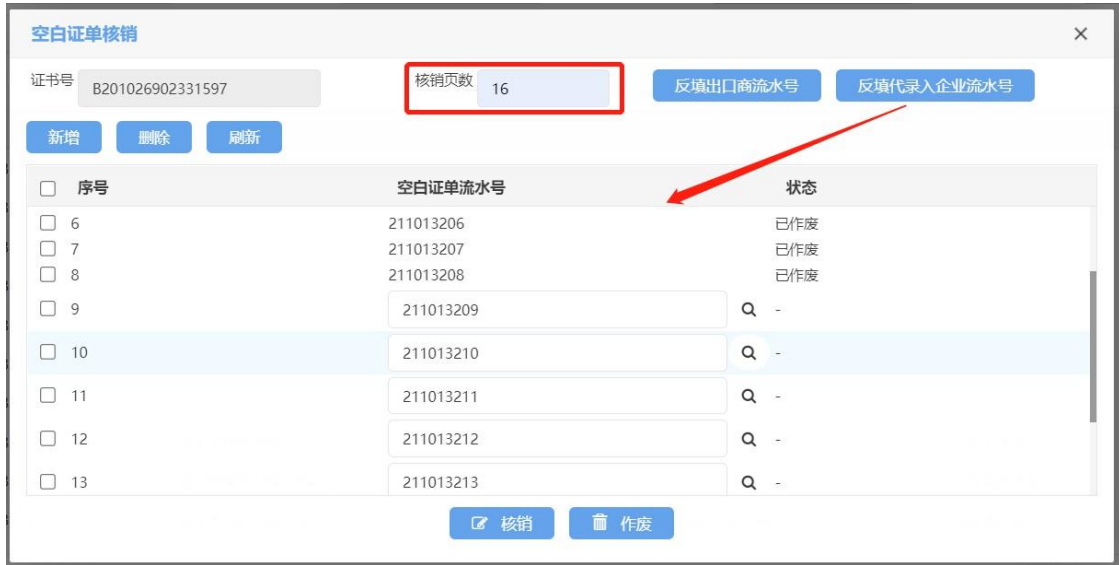 空白证单核销
证书号 B201026902331597 核销页数 16 反填出口商流水号 反填代录入企业流水号
新增 删除 刷新
序号 空白证单流水号 状态
6 211013206 已作废
7 211013207 已作废
8 211013208 已作废
9 211013209 -
10 211013210 -
11 211013211 -
12 211013212 -
13 211013213 -
核销 作废